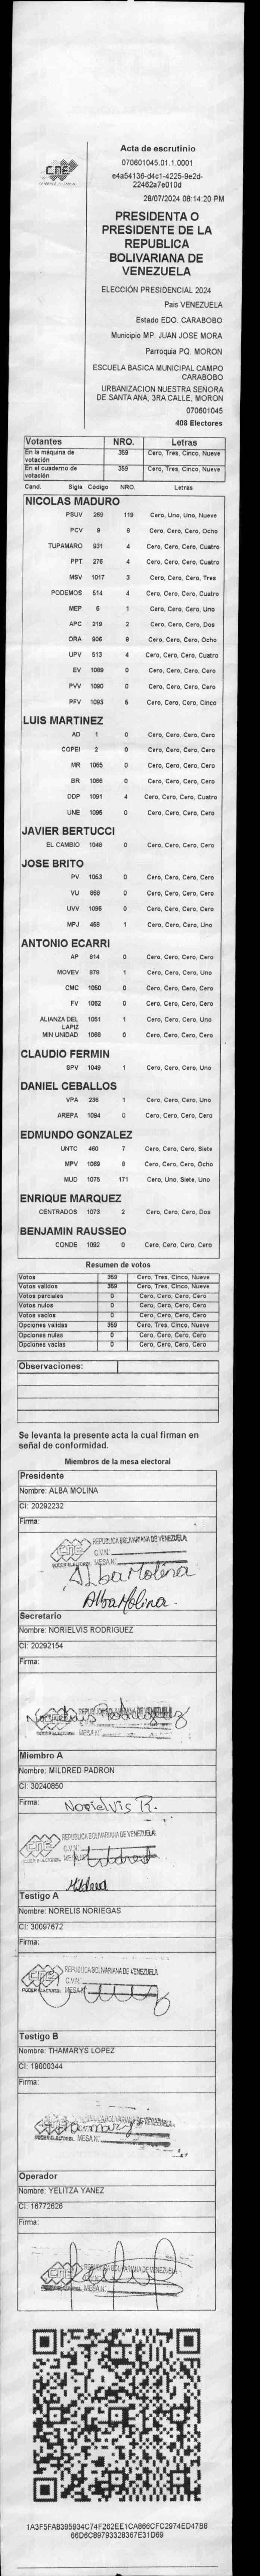 CNE
Acta de escrutinio
070601045.01.1.0001
e4a54136-d4c1-4225-9e2d-
22462a7e010d
28/07/2024 08:14:20 PM
PRESIDENTA O
PRESIDENTE DE LA
REPUBLICA
BOLIVARIANA DE
VENEZUELA
ELECCIÓN PRESIDENCIAL 2024
Pais VENEZUELA
Estado EDO. CARABOBO
Municipio MP. JUAN JOSE MORA
Parroquia PQ. MORON
ESCUELA BASICA MUNICIPAL CAMPO
CARABOBO
URBANIZACION NUESTRA SENORA
DE SANTA ANA, 3RA CALLE, MORON
070601045
408 Electores
Votantes NRO. Letras
En la máquina de votación 359 Cero, Tres, Cinco, Nueve
En el cuaderno de votación 359 Cero, Tres, Cinco, Nueve
Cand. Sigla Código NRO. Letras
NICOLAS MADURO
PSUV 269 119 Cero, Uno, Uno, Nueve
PCV 9 8 Cero, Cero, Cero, Ocho
TUPAMARO 931 4 Cero, Cero, Cero, Cuatro
PPT 276 4 Cero, Cero, Cero, Cuatro
MSV 1017 3 Cero, Cero, Cero, Tres
PODEMOS 514 4 Cero, Cero, Cero, Cuatro
MEP 6 1 Cero, Cero, Cero, Uno
APC 219 2 Cero, Cero, Cero, Dos
ORA 906 8 Cero, Cero, Cero, Ocho
UPV 513 4 Cero, Cero, Cero, Cuatro
EV 1089 0 Cero, Cero, Cero, Cero
PVV 1090 0 Cero, Cero, Cero, Cero
PFV 1093 5 Cero, Cero, Cero, Cinco
LUIS MARTINEZ
AD 1 0 Cero, Cero, Cero, Cero
COPEI 2 0 Cero, Cero, Cero, Cero
MR 1065 0 Cero, Cero, Cero, Cero
BR 1066 0 Cero, Cero, Cero, Cero
DDP 1091 4 Cero, Cero, Cero, Cuatro
UNE 1095 0 Cero, Cero, Cero, Cero
JAVIER BERTUCCI
EL CAMBIO 1048 0 Cero, Cero, Cero, Cero
JOSE BRITO
PV 1053 0 Cero, Cero, Cero, Cero
VU 868 0 Cero, Cero, Cero, Cero
UVV 1096 0 Cero, Cero, Cero, Cero
MPJ 458 1 Cero, Cero, Cero, Uno
ANTONIO ECARRI
AP 814 0 Cero, Cero, Cero, Cero
MOVEV 978 1 Cero, Cero, Cero, Uno
CMC 1050 0 Cero, Cero, Cero, Cero
FV 1062 0 Cero, Cero, Cero, Cero
ALIANZA DEL LAPIZ 1051 1 Cero, Cero, Cero, Uno
MIN UNIDAD 1068 0 Cero, Cero, Cero, Cero
CLAUDIO FERMIN
SPV 1049 1 Cero, Cero, Cero, Uno
DANIEL CEBALLOS
VPA 236 1 Cero, Cero, Cero, Uno
AREPA 1094 0 Cero, Cero, Cero, Cero
EDMUNDO GONZALEZ
UNTC 460 7 Cero, Cero, Cero, Siete
MPV 1069 8 Cero, Cero, Cero, Ocho
MUD 1075 171 Cero, Uno, Siete, Uno
ENRIQUE MARQUEZ
CENTRADOS 1073 2 Cero, Cero, Cero, Dos
BENJAMIN RAUSSEO
CONDE 1092 0 Cero, Cero, Cero, Cero
Resumen de votos
Votos 359 Cero, Tres, Cinco, Nueve
Votos validos 359 Cero, Tres, Cinco, Nueve
Votos parciales 0 Cero, Cero, Cero, Cero
Votos nulos 0 Cero, Cero, Cero, Cero
Votos vacios 0 Cero, Cero, Cero, Cero
Opciones validas 359 Cero, Tres, Cinco, Nueve
Opciones nulas 0 Cero, Cero, Cero, Cero
Opciones vacias 0 Cero, Cero, Cero, Cero
Observaciones:
Se levanta la presente acta la cual firman en
señal de conformidad.
Miembros de la mesa electoral
Presidente
Nombre: ALBA MOLINA
CI: 20292232
Firma:
REPUBLICA BOLIVARIANA DE VENEZUELA
C.V.N°:
PODER ELECTORAL MESA N°:
Alba Molina
Alba Molina
Secretario
Nombre: NORIELVIS RODRIGUEZ
CI: 20292154
Firma:
Miembro A
Nombre: MILDRED PADRON
CI: 30240850
Firma:
Norielvis R.
REPUBLICA BOLIVARIANA DE VENEZUELA
C.V.N°:
PODER ELECTORAL MESA N°:
Mildred
Mildred
Testigo A
Nombre: NORELIS NORIEGAS
CI: 30097672
Firma:
REPUBLICA BOLIVARIANA DE VENEZUELA
C.V.N°:
PODER ELECTORAL MESA N°:
Testigo B
Nombre: THAMARYS LOPEZ
CI: 19000344
Firma:
PODER ELECTORAL MESA N°:
Operador
Nombre: YELITZA YANEZ
CI: 16772626
Firma:
REPUBLICA BOLIVARIANA DE VENEZUELA
PODER ELECTORAL MESA N°:
1A3F5FA8395934C74F262EE1CA866CFC2974ED47B8
66D6C89793328367E31D69